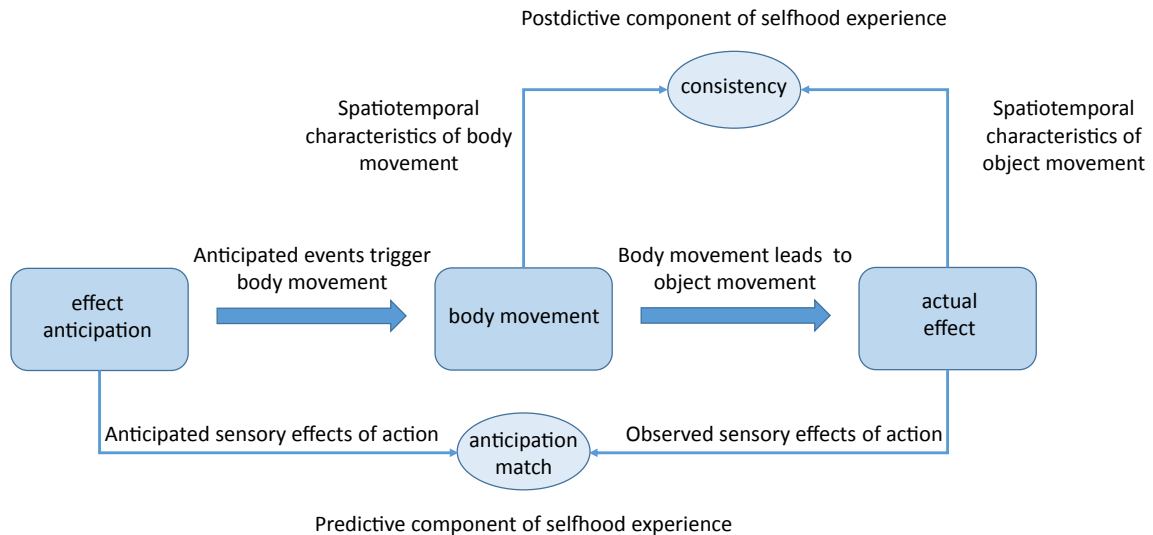 Postdictive component of selfhood experience
consistency
Spatiotemporal
characteristics of body
movement
Spatiotemporal
characteristics of
object movement
Anticipated events trigger
body movement
Body movement leads to
object movement
effect
anticipation
body movement
actual
effect
Anticipated sensory effects of action
anticipation
match
Observed sensory effects of action
Predictive component of selfhood experience